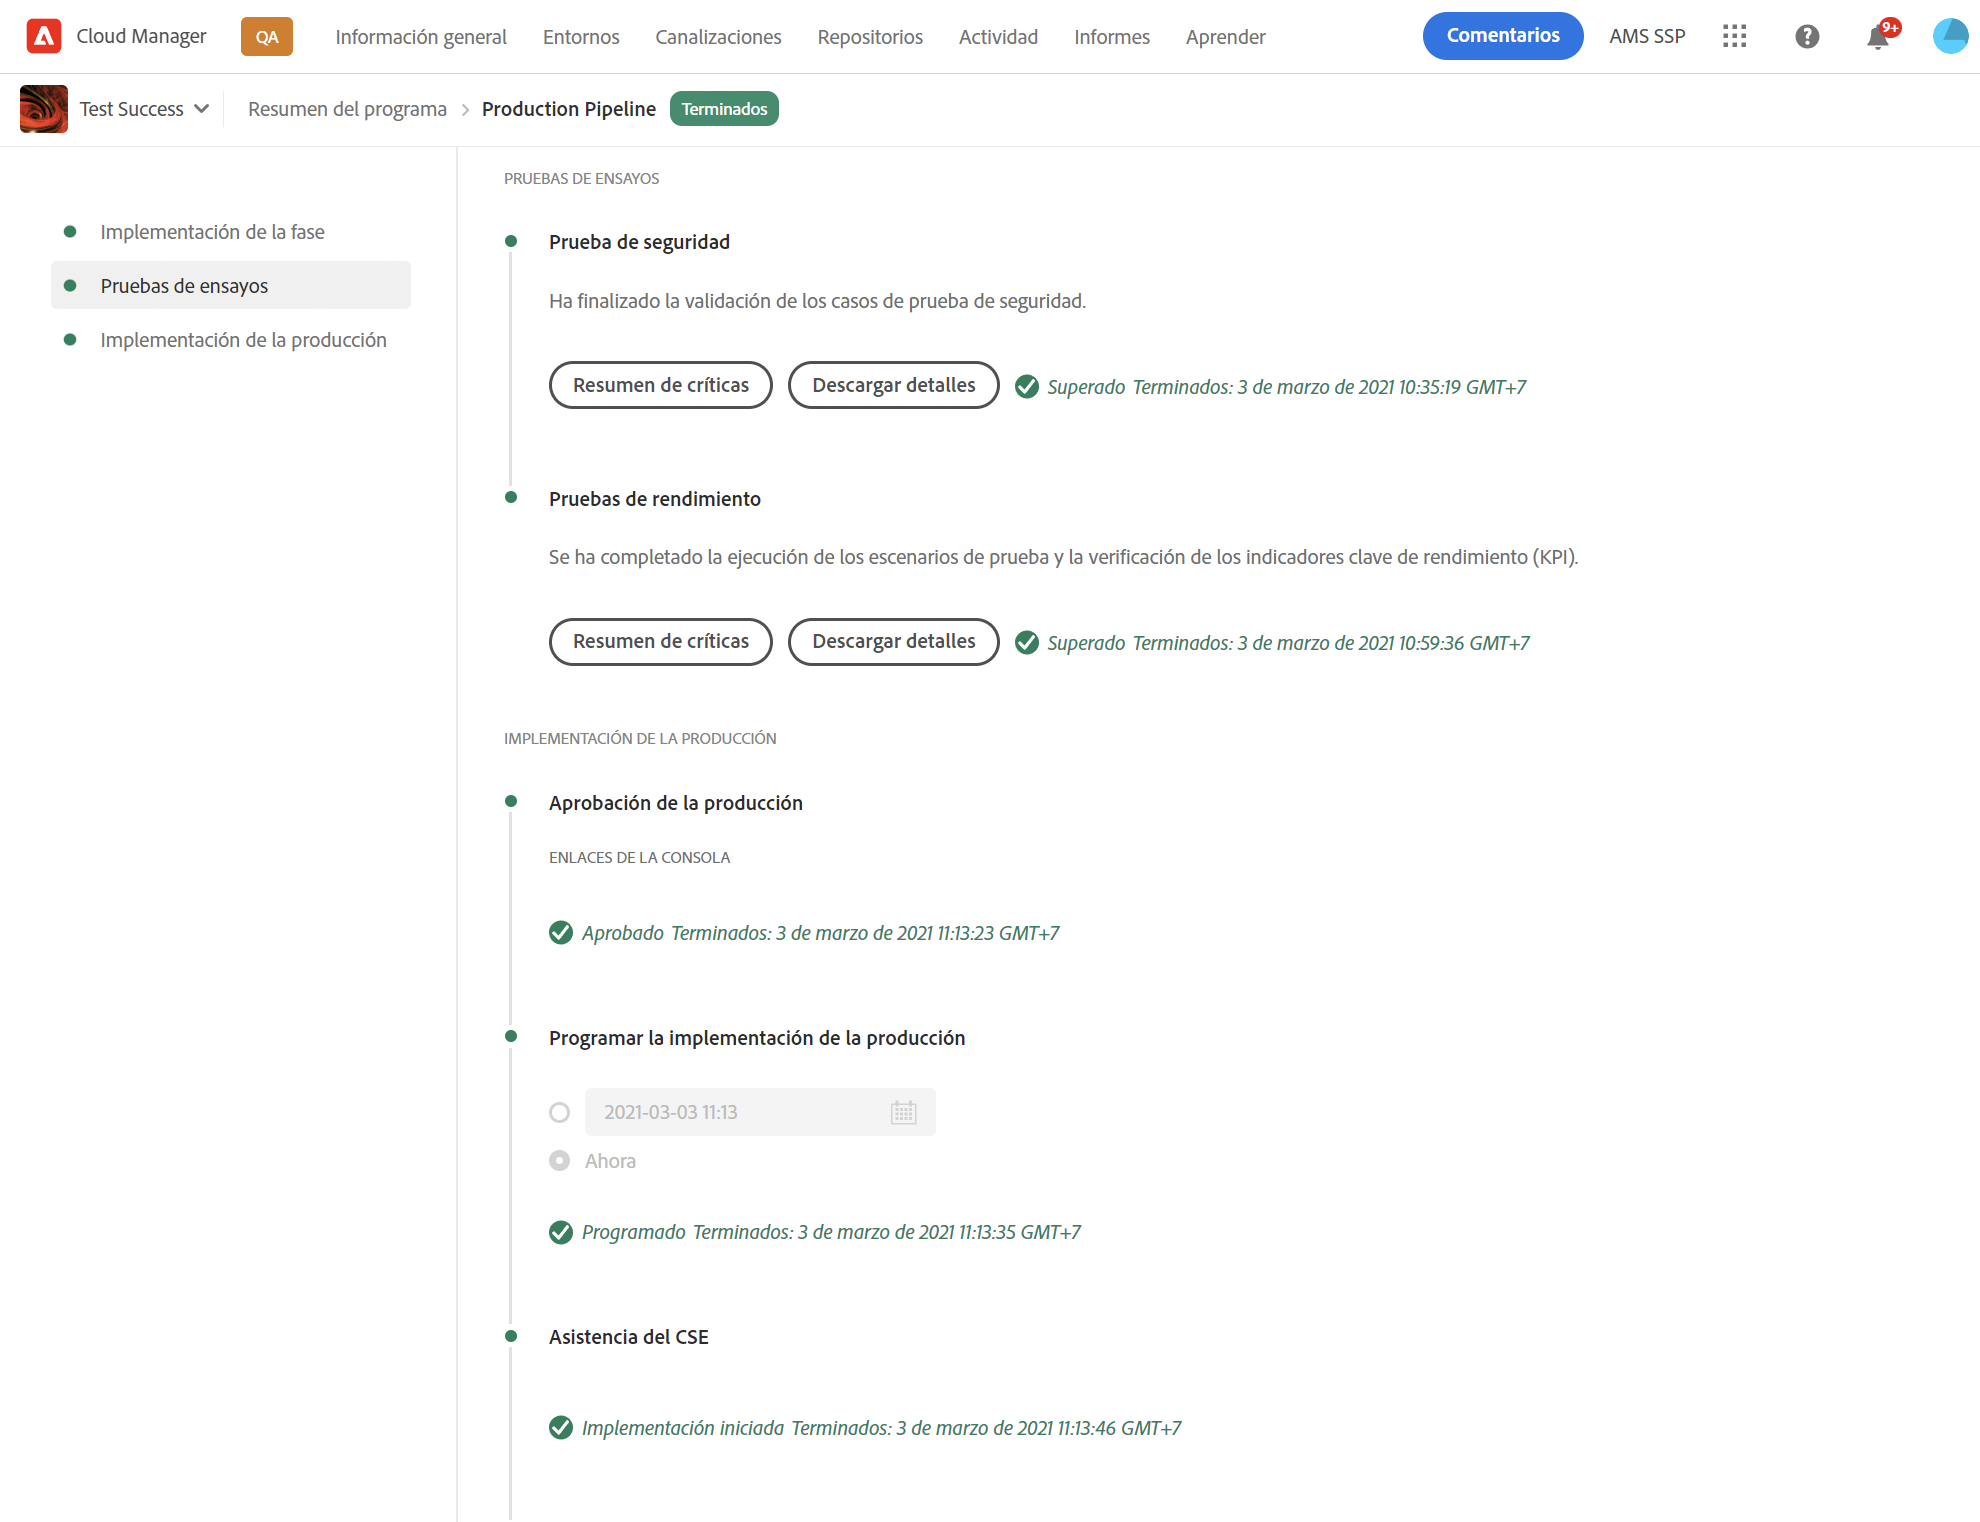 Cloud Manager QA Información general Entornos Canalizaciones Repositorios Actividad Informes Aprender Comentarios AMS SSP 9+
Test Success Resumen del programa > Production Pipeline Terminados
Implementación de la fase
Pruebas de ensayos
Implementación de la producción
PRUEBAS DE ENSAYOS
Prueba de seguridad
Ha finalizado la validación de los casos de prueba de seguridad.
Resumen de críticas Descargar detalles Superado Terminados: 3 de marzo de 2021 10:35:19 GMT+7
Pruebas de rendimiento
Se ha completado la ejecución de los escenarios de prueba y la verificación de los indicadores clave de rendimiento (KPI).
Resumen de críticas Descargar detalles Superado Terminados: 3 de marzo de 2021 10:59:36 GMT+7
IMPLEMENTACIÓN DE LA PRODUCCIÓN
Aprobación de la producción
ENLACES DE LA CONSOLA
Aprobado Terminados: 3 de marzo de 2021 11:13:23 GMT+7
Programar la implementación de la producción
2021-03-03 11:13
Ahora
Programado Terminados: 3 de marzo de 2021 11:13:35 GMT+7
Asistencia del CSE
Implementación iniciada Terminados: 3 de marzo de 2021 11:13:46 GMT+7